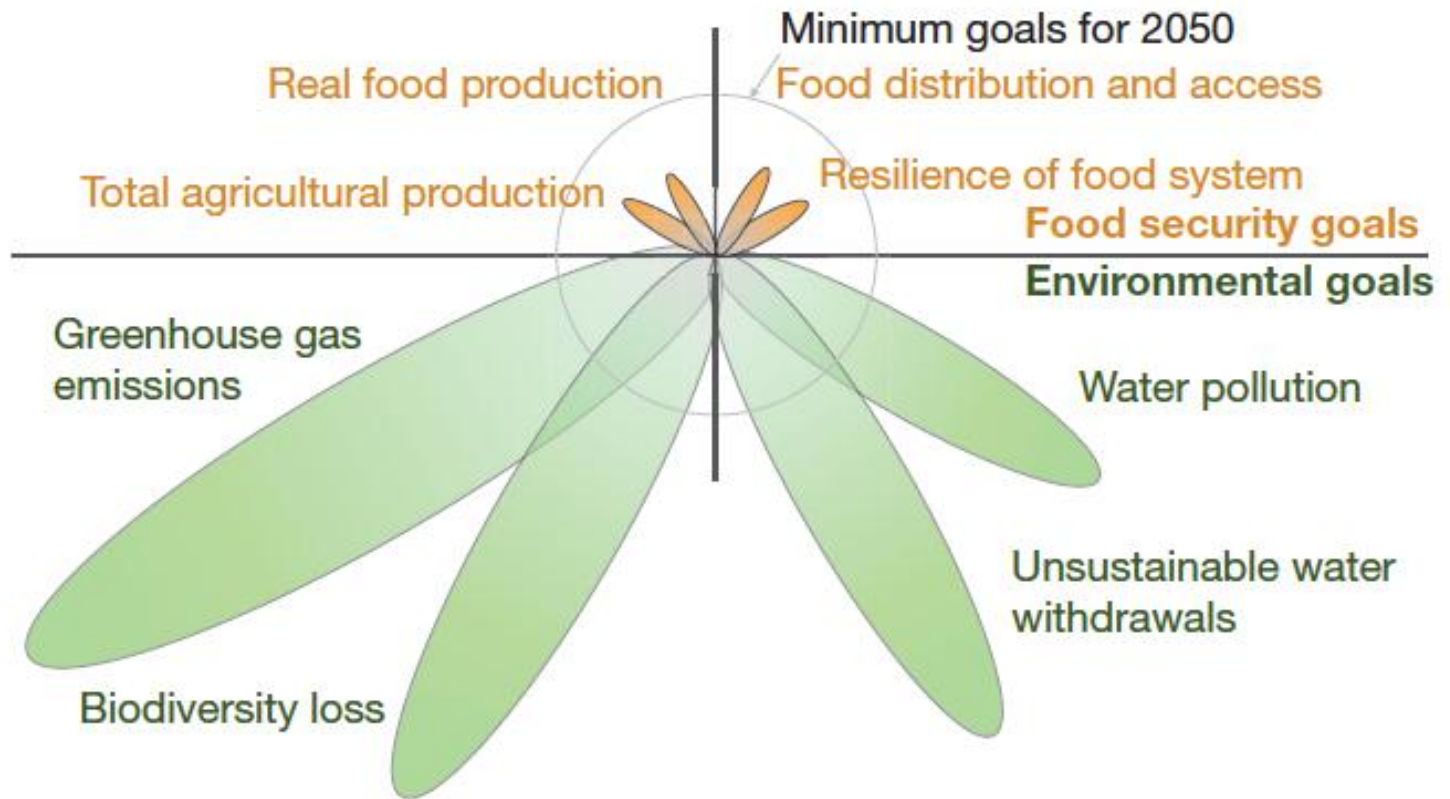 Minimum goals for 2050
Real food production
Food distribution and access
Total agricultural production
Resilience of food system
Food security goals
Environmental goals
Greenhouse gas
emissions
Water pollution
Unsustainable water
withdrawals
Biodiversity loss